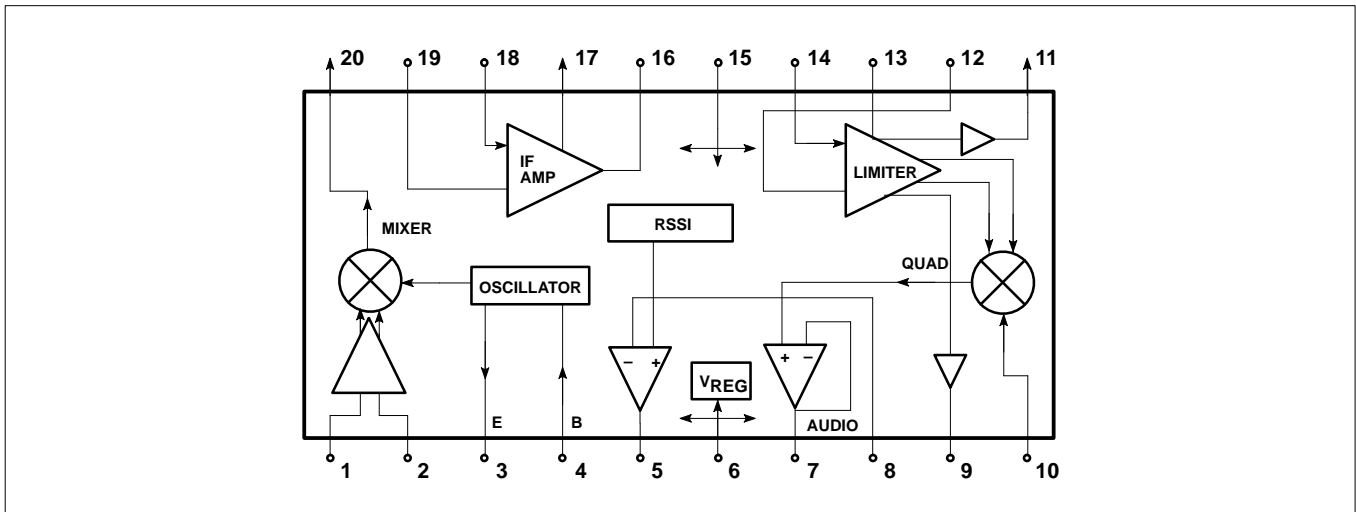 20 19 18 17 16 15 14 13 12 11
IF
AMP
LIMITER
RSSI
MIXER
QUAD
OSCILLATOR
– +
+ –
VREG
E B
AUDIO
1 2 3 4 5 6 7 8 9 10